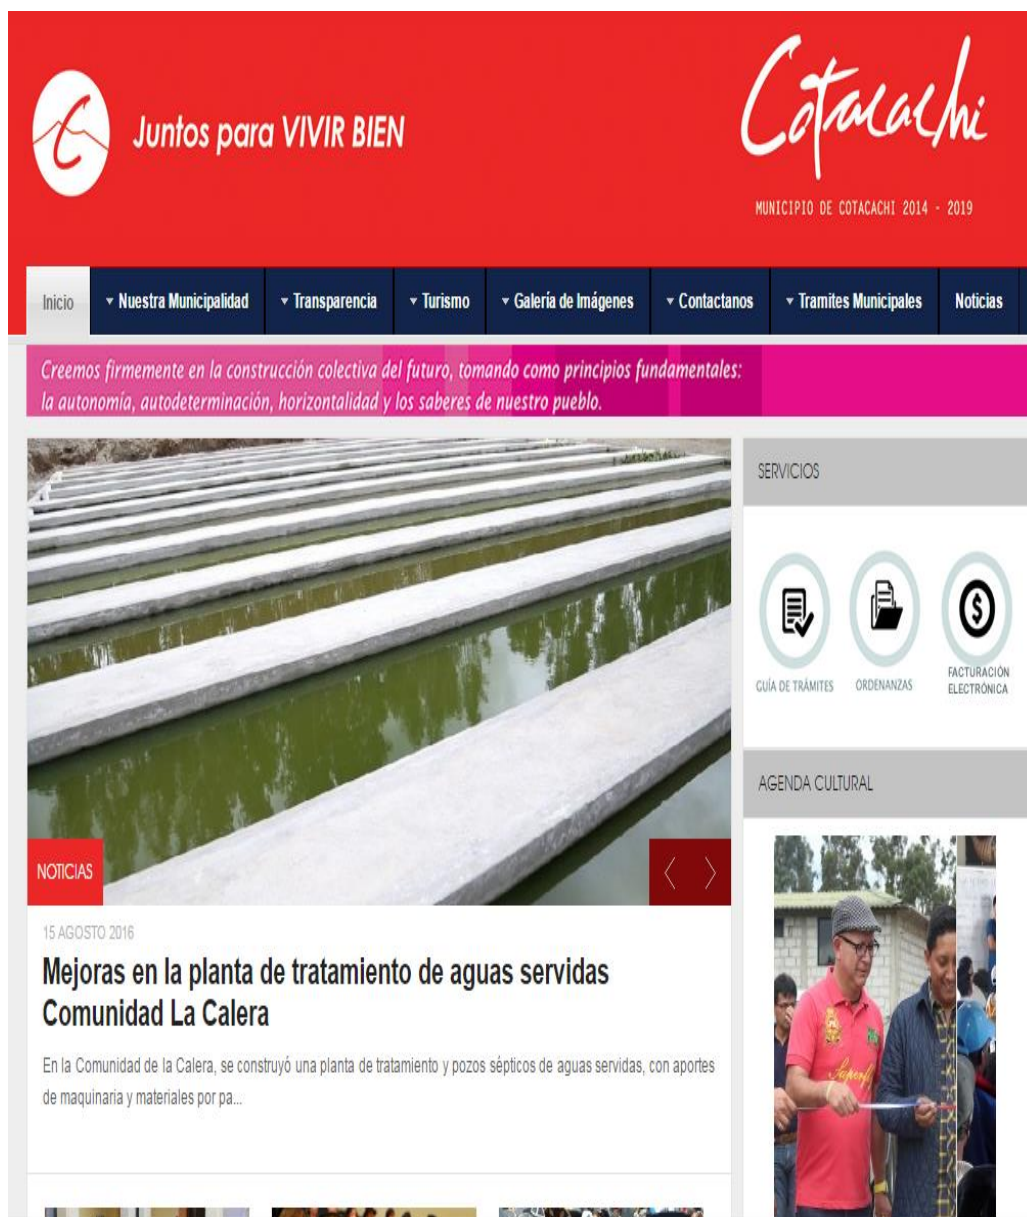 Juntos para VIVIR BIEN
Cotacachi
MUNICIPIO DE COTACACHI 2014 - 2019
Inicio
Nuestra Municipalidad
Transparencia
Turismo
Galería de Imágenes
Contactanos
Tramites Municipales
Noticias
Creemos firmemente en la construcción colectiva del futuro, tomando como principios fundamentales:
la autonomía, autodeterminación, horizontalidad y los saberes de nuestro pueblo.
NOTICIAS
15 AGOSTO 2016
Mejoras en la planta de tratamiento de aguas servidas
Comunidad La Calera
En la Comunidad de la Calera, se construyó una planta de tratamiento y pozos sépticos de aguas servidas, con aportes
de maquinaria y materiales por pa...
SERVICIOS
GUÍA DE TRÁMITES
ORDENANZAS
FACTURACIÓN
ELECTRÓNICA
AGENDA CULTURAL